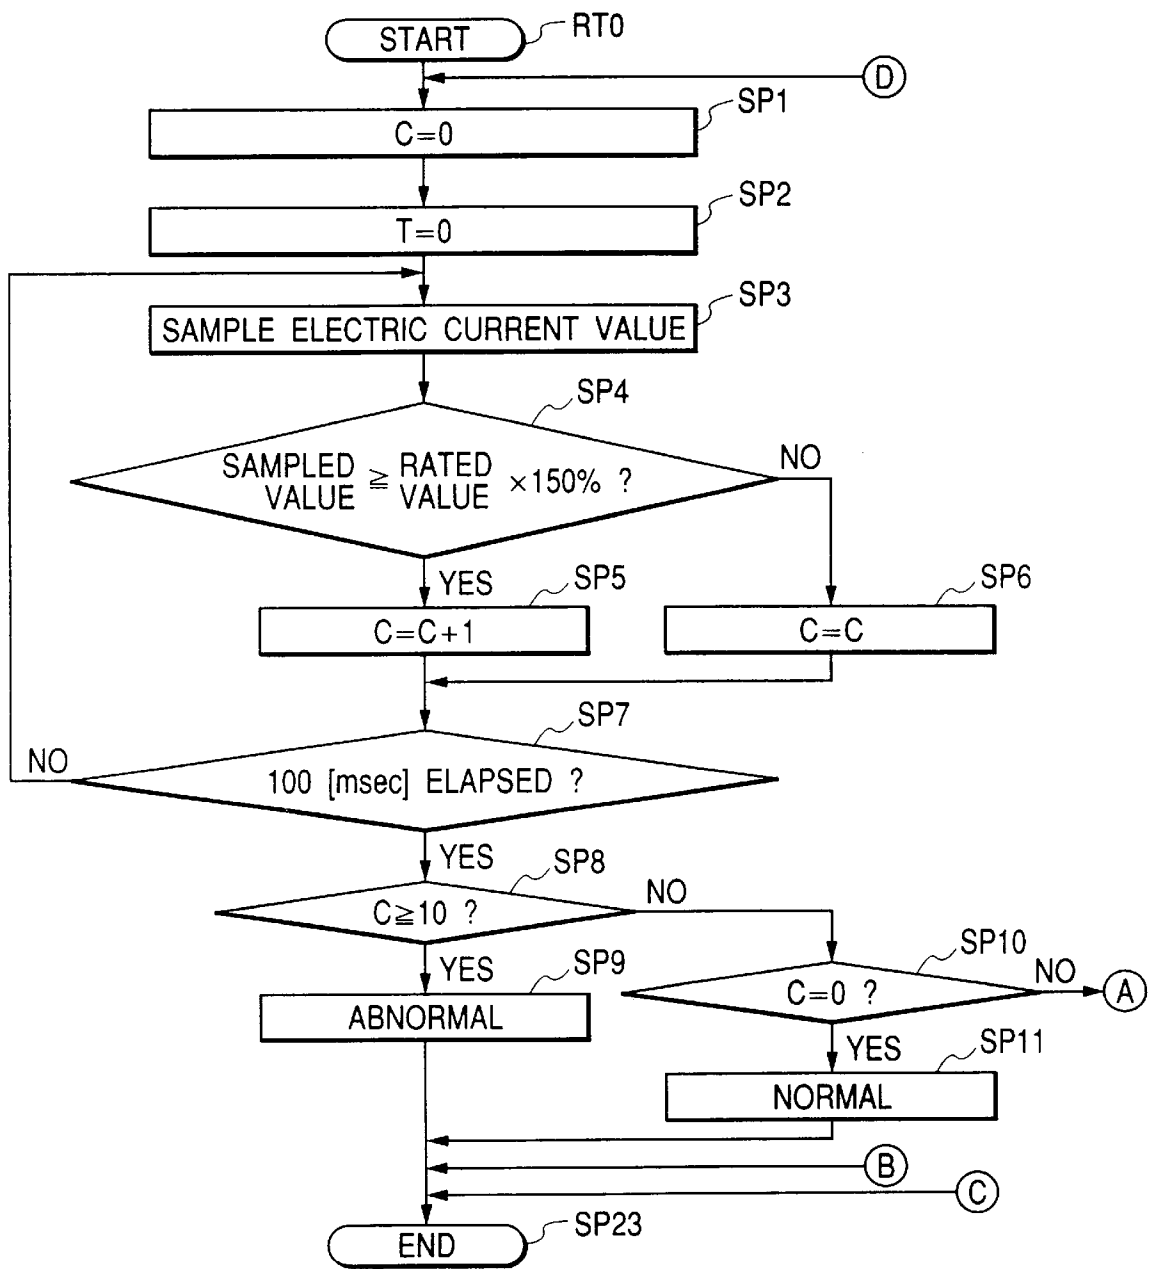 START
RT0
D
SP1
C=0
SP2
T=0
SP3
SAMPLE ELECTRIC CURRENT VALUE
SP4
SAMPLED VALUE ≧ RATED VALUE ×150% ?
NO
YES
SP5
SP6
C=C+1
C=C
SP7
NO
100 [msec] ELAPSED ?
YES
SP8
C≧10 ?
NO
YES
SP9
SP10
C=0 ?
NO
A
ABNORMAL
YES
SP11
NORMAL
B
C
SP23
END